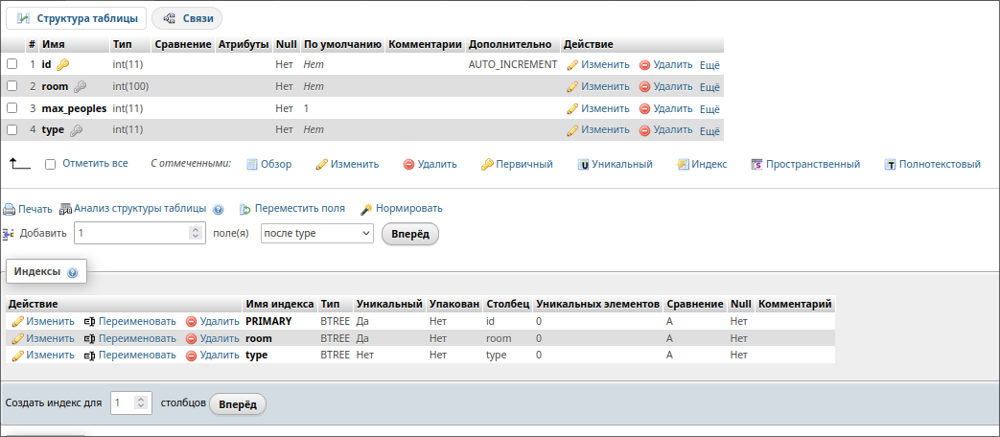 Структура таблицы Связи
# Имя Тип Сравнение Атрибуты Null По умолчанию Комментарии Дополнительно Действие
1 id int(11) Нет Нет AUTO_INCREMENT Изменить Удалить Ещё
2 room int(100) Нет Нет Изменить Удалить Ещё
3 max_peoples int(11) Нет 1 Изменить Удалить Ещё
4 type int(11) Нет Нет Изменить Удалить Ещё
Отметить все С отмеченными: Обзор Изменить Удалить Первичный Уникальный Индекс Пространственный Полнотекстовый
Печать Анализ структуры таблицы Переместить поля Нормировать
Добавить 1 поле(я) после type Вперёд
Индексы
Действие Имя индекса Тип Уникальный Упакован Столбец Уникальных элементов Сравнение Null Комментарий
Изменить Переименовать Удалить PRIMARY BTREE Да Нет id 0 A Нет
Изменить Переименовать Удалить room BTREE Да Нет room 0 A Нет
Изменить Переименовать Удалить type BTREE Нет Нет type 0 A Нет
Создать индекс для 1 столбцов Вперёд